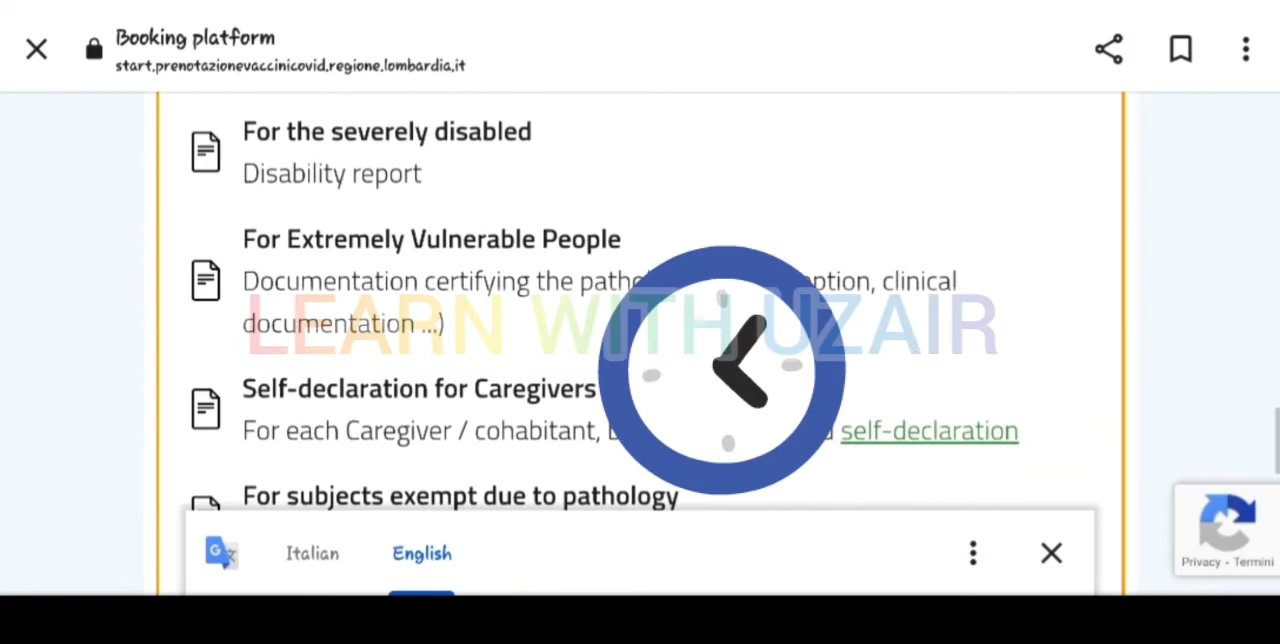 Booking platform
start.prenotazionevaccinicovid.regione.lombardia.it
For the severely disabled
Disability report
For Extremely Vulnerable People
Documentation certifying the clinical
documentation ...)
LEARN WITH UZAIR
Self-declaration for Caregivers
For each Caregiver / cohabitant, self-declaration
For subjects exempt due to pathology
Italian English
Privacy - Termini